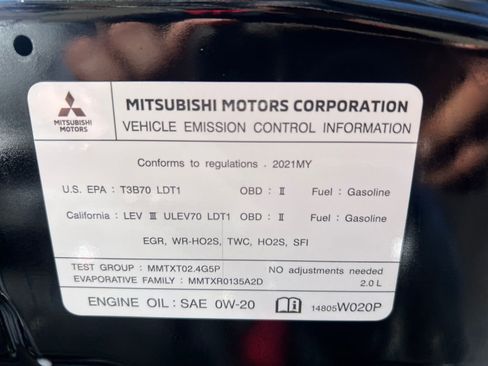 MITSUBISHI MOTORS CORPORATION
MITSUBISHI
MOTORS
VEHICLE EMISSION CONTROL INFORMATION
Conforms to regulations : 2021MY
U.S. EPA : T3B70 LDT1 OBD : II Fuel : Gasoline
California : LEV III ULEV70 LDT1 OBD : II Fuel : Gasoline
EGR, WR-HO2S, TWC, HO2S, SFI
TEST GROUP : MMTXT02.4G5P NO adjustments needed
EVAPORATIVE FAMILY : MMTXR0135A2D 2.0 L
ENGINE OIL : SAE 0W-20 14805W020P